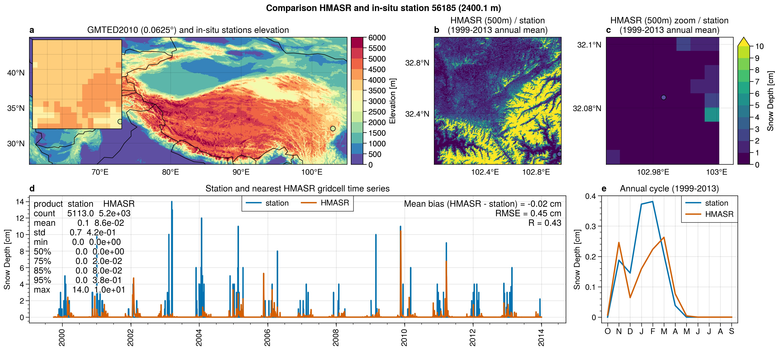 Comparison HMASR and in-situ station 56185 (2400.1 m)
a
GMTED2010 (0.0625°) and in-situ stations elevation
40°N
35°N
30°N
70°E
80°E
90°E
100°E
6000
5500
5000
4500
4000
3500
3000
2500
2000
1500
1000
500
0
Elevation [m]
b
HMASR (500m) / station
(1999-2013 annual mean)
32.8°N
32.4°N
102.4°E
102.8°E
c
HMASR (500m) zoom / station
(1999-2013 annual mean)
32.11°N
32.08°N
102.98°E
103°E
10
9
8
7
6
5
4
3
2
1
0
Snow Depth [cm]
d
Station and nearest HMASR gridcell time series
product station HMASR
count 5113.0 5.2e+03
mean 0.1 8.6e-02
std 0.7 4.2e-01
min 0.0 0.0e+00
50% 0.0 0.0e+00
75% 0.0 2.0e-02
85% 0.0 8.0e-02
95% 0.0 3.8e-01
max 14.0 1.0e+01
station
HMASR
Mean bias (HMASR - station) = -0.02 cm
RMSE = 0.45 cm
R = 0.43
14
12
10
8
6
4
2
0
Snow Depth [cm]
2000
2002
2004
2006
2008
2010
2012
2014
e
Annual cycle (1999-2013)
station
HMASR
0.4
0.3
0.2
0.1
0
Snow Depth [cm]
O N D J F M A M J J A S